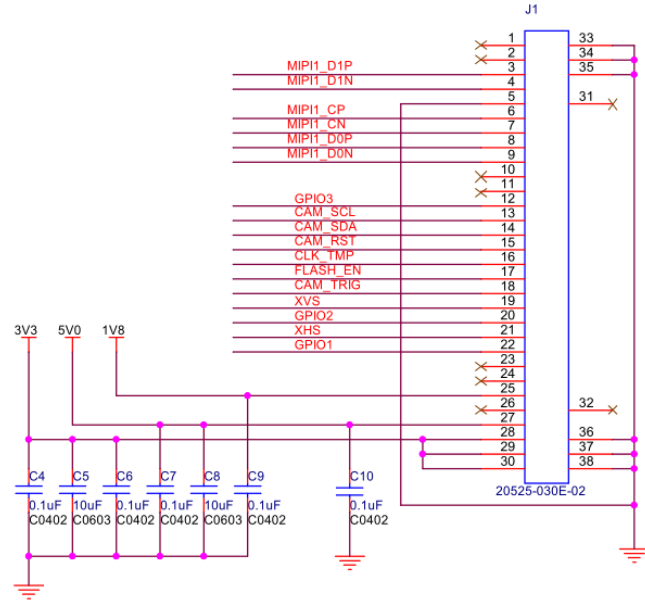 J1
1 33
2 34
MIPI1_D1P 3 35
MIPI1_D1N 4
5 31
MIPI1_CP 6
MIPI1_CN 7
MIPI1_D0P 8
MIPI1_D0N 9
10
11
GPIO3 12
CAM_SCL 13
CAM_SDA 14
CAM_RST 15
CLK_TMP 16
FLASH_EN 17
CAM_TRIG 18
XVS 19
GPIO2 20
XHS 21
GPIO1 22
3V3 5V0 1V8
23
24
25
26 32
27
28 36
29 37
30 38
20525-030E-02
C4 C5 C6 C7 C8 C9 C10
0.1uF 10uF 0.1uF 0.1uF 10uF 0.1uF 0.1uF
C0402 C0603 C0402 C0402 C0603 C0402 C0402